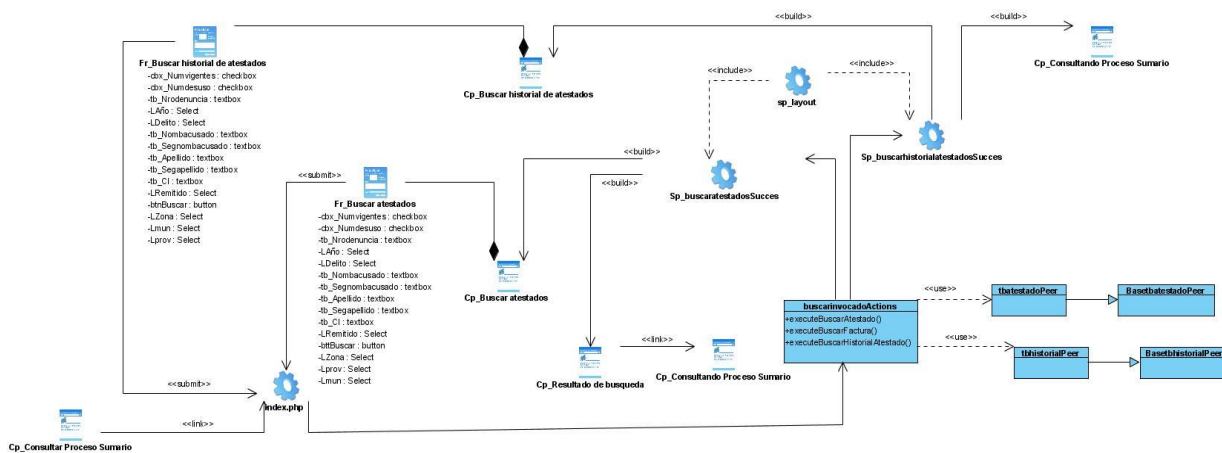 <<build>>
<<build>>
Cp_Consultando Proceso Sumario
Fr_Buscar historial de atestados
-cbx_Numvigentes : checkbox
-cbx_Numdesuso : checkbox
-tb_Nrodenuncia : textbox
-LAño : Select
-LDelito : Select
-tb_Nombacusado : textbox
-tb_Segnombacusado : textbox
-tb_Apellido : textbox
-tb_Segapellido : textbox
-tb_CI : textbox
-LRemitido : Select
-btnBuscar : button
-LZona : Select
-Lmun : Select
-Lprov : Select
Cp_Buscar historial de atestados
<<include>>
<<include>>
sp_layout
Sp_buscarhistorialatestadosSucces
<<build>>
<<build>>
Sp_buscaratestadosSucces
<<submit>>
Fr_Buscar atestados
-cbx_Numvigentes : checkbox
-cbx_Numdesuso : checkbox
-tb_Nrodenuncia : textbox
-LAño : Select
-LDelito : Select
-tb_Nombacusado : textbox
-tb_Segnombacusado : textbox
-tb_Apellido : textbox
-tb_Segapellido : textbox
-tb_CI : textbox
-LRemitido : Select
-bttBuscar : button
-LZona : Select
-Lprov : Select
-Lmun : Select
Cp_Buscar atestados
buscarinvocadoActions
+executeBuscarAtestado()
+executeBuscarFactura()
+executeBuscarHistorialAtestado()
<<use>>
tbatestadoPeer
BasetbatestadoPeer
<<use>>
tbhistorialPeer
BasetbhistorialPeer
<<link>>
Cp_Resultado de busqueda
Cp_Consultando Proceso Sumario
<<submit>>
index.php
<<link>>
Cp_Consultar Proceso Sumario